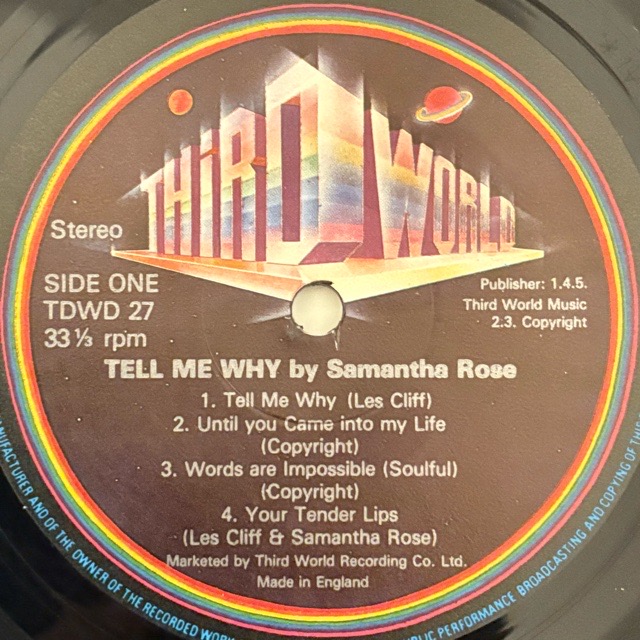 THiRD WORLD
Stereo
SIDE ONE
TDWD 27
33⅓ rpm
Publisher: 1.4.5.
Third World Music
2.3. Copyright
TELL ME WHY by Samantha Rose
1. Tell Me Why (Les Cliff)
2. Until you Came into my Life
(Copyright)
3. Words are Impossible (Soulful)
(Copyright)
4. Your Tender Lips
(Les Cliff & Samantha Rose)
Marketed by Third World Recording Co. Ltd.
Made in England
MANUFACTURER AND OF THE OWNER OF THE RECORDED WORK
PUBLIC PERFORMANCE BROADCASTING AND COPYING OF THIS